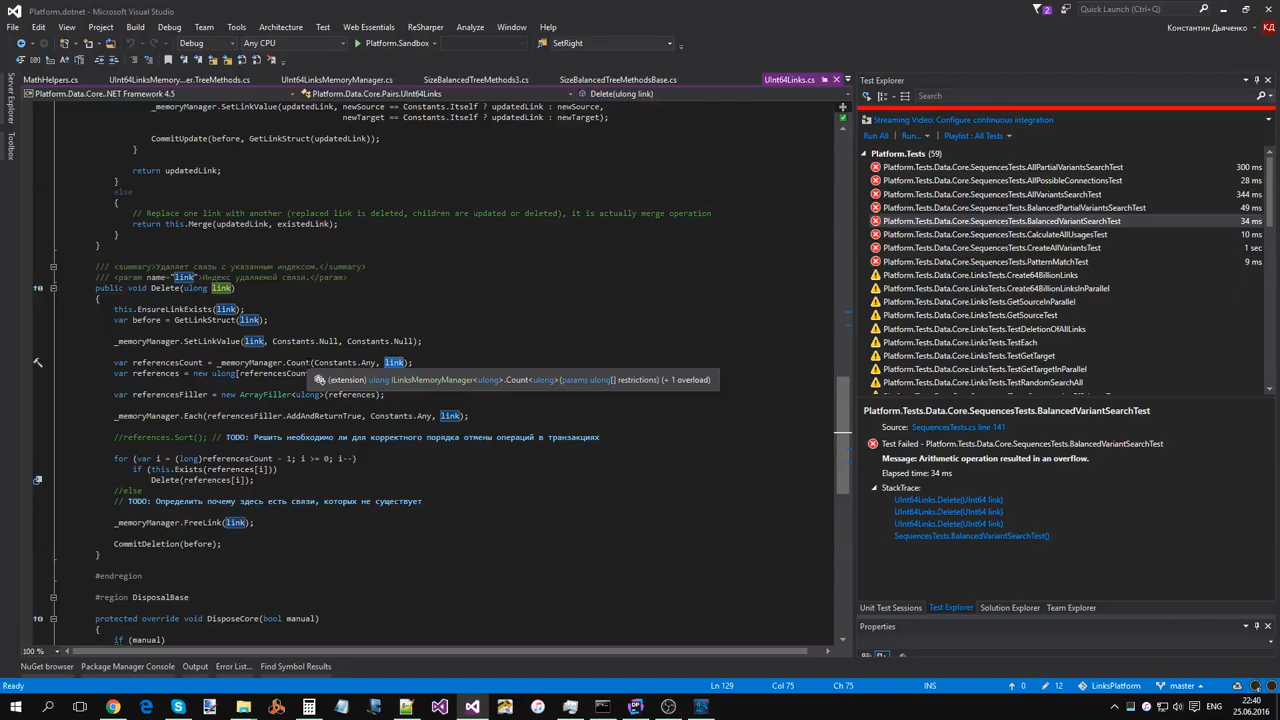 Platform.dotnet - Microsoft Visual Studio
2
Quick Launch (Ctrl+Q)
File Edit View Project Build Debug Team Tools Architecture Test Web Essentials ReSharper Analyze Window Help
Константин Дьяченко КД
Debug Any CPU Platform.Sandbox SetRight
Server Explorer
Toolbox
MathHelpers.cs UInt64LinksMemory...er.TreeMethods.cs UInt64LinksMemoryManager.cs SizeBalancedTreeMethods3.cs SizeBalancedTreeMethodsBase.cs UInt64Links.cs
Platform.Data.Core..NET Framework 4.5 Platform.Data.Core.Pairs.UInt64Links Delete(ulong link)
_memoryManager.SetLinkValue(updatedLink, newSource == Constants.Itself ? updatedLink : newSource,
newTarget == Constants.Itself ? updatedLink : newTarget);
CommitUpdate(before, GetLinkStruct(updatedLink));
}
return updatedLink;
}
else
{
// Replace one link with another (replaced link is deleted, children are updated or deleted), it is actually merge operation
return this.Merge(updatedLink, existedLink);
}
}
/// <summary>Удаляет связь с указанным индексом.</summary>
/// <param name="link">Индекс удаляемой связи.</param>
public void Delete(ulong link)
{
this.EnsureLinkExists(link);
var before = GetLinkStruct(link);
_memoryManager.SetLinkValue(link, Constants.Null, Constants.Null);
var referencesCount = _memoryManager.Count(Constants.Any, link);
var references = new ulong[referencesCount
(extension) ulong ILinksMemoryManager<ulong>.Count<ulong>(params ulong[] restrictions) (+ 1 overload)
var referencesFiller = new ArrayFiller<ulong>(references);
_memoryManager.Each(referencesFiller.AddAndReturnTrue, Constants.Any, link);
//references.Sort(); // TODO: Решить необходимо ли для корректного порядка отмены операций в транзакциях
for (var i = (long)referencesCount - 1; i >= 0; i--)
if (this.Exists(references[i]))
Delete(references[i]);
//else
// TODO: Определить почему здесь есть связи, которых не существует
_memoryManager.FreeLink(link);
CommitDeletion(before);
}
#endregion
#region DisposalBase
protected override void DisposeCore(bool manual)
{
if (manual)
100 %
Test Explorer
Search
Streaming Video: Configure continuous integration
Run All Run... Playlist : All Tests
Platform.Tests (59)
Platform.Tests.Data.Core.SequencesTests.AllPartialVariantsSearchTest 300 ms
Platform.Tests.Data.Core.SequencesTests.AllPossibleConnectionsTest 28 ms
Platform.Tests.Data.Core.SequencesTests.AllVariantsSearchTest 344 ms
Platform.Tests.Data.Core.SequencesTests.BalancedPartialVariantsSearchTest 49 ms
Platform.Tests.Data.Core.SequencesTests.BalancedVariantSearchTest 34 ms
Platform.Tests.Data.Core.SequencesTests.CalculateAllUsagesTest 10 ms
Platform.Tests.Data.Core.SequencesTests.CreateAllVariantsTest 1 sec
Platform.Tests.Data.Core.SequencesTests.PatternMatchTest 9 ms
Platform.Tests.Data.Core.LinksTests.Create64BillionLinks
Platform.Tests.Data.Core.LinksTests.Create64BillionLinksInParallel
Platform.Tests.Data.Core.LinksTests.GetSourceInParallel
Platform.Tests.Data.Core.LinksTests.GetSourceTest
Platform.Tests.Data.Core.LinksTests.TestDeletionOfAllLinks
Platform.Tests.Data.Core.LinksTests.TestEach
Platform.Tests.Data.Core.LinksTests.TestGetTarget
Platform.Tests.Data.Core.LinksTests.TestGetTargetInParallel
Platform.Tests.Data.Core.LinksTests.TestRandomSearchAll
Platform.Tests.Data.Core.SequencesTests.BalancedVariantSearchTest
Source: SequencesTests.cs line 141
Test Failed - Platform.Tests.Data.Core.SequencesTests.BalancedVariantSearchTest
Message: Arithmetic operation resulted in an overflow.
Elapsed time: 34 ms
StackTrace:
UInt64Links.Delete(UInt64 link)
UInt64Links.Delete(UInt64 link)
UInt64Links.Delete(UInt64 link)
SequencesTests.BalancedVariantSearchTest()
Unit Test Sessions Test Explorer Solution Explorer Team Explorer
Properties
NuGet browser Package Manager Console Output Error List... Find Symbol Results
Ready Ln 129 Col 75 Ch 75 INS 0 12 LinksPlatform master
ENG 22:40
25.06.2016